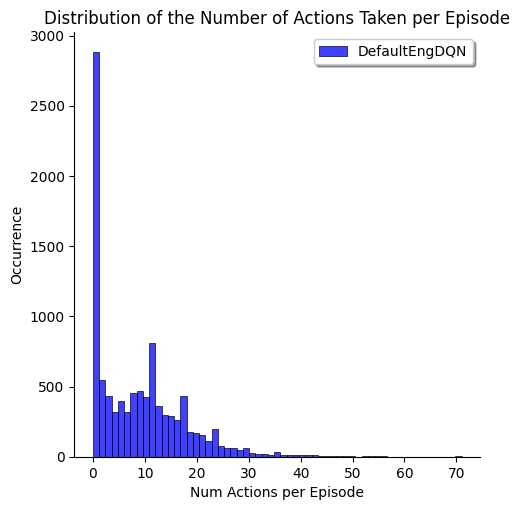 Distribution of the Number of Actions Taken per Episode
DefaultEngDQN
3000
2500
2000
1500
1000
500
0
Occurrence
0 10 20 30 40 50 60 70
Num Actions per Episode